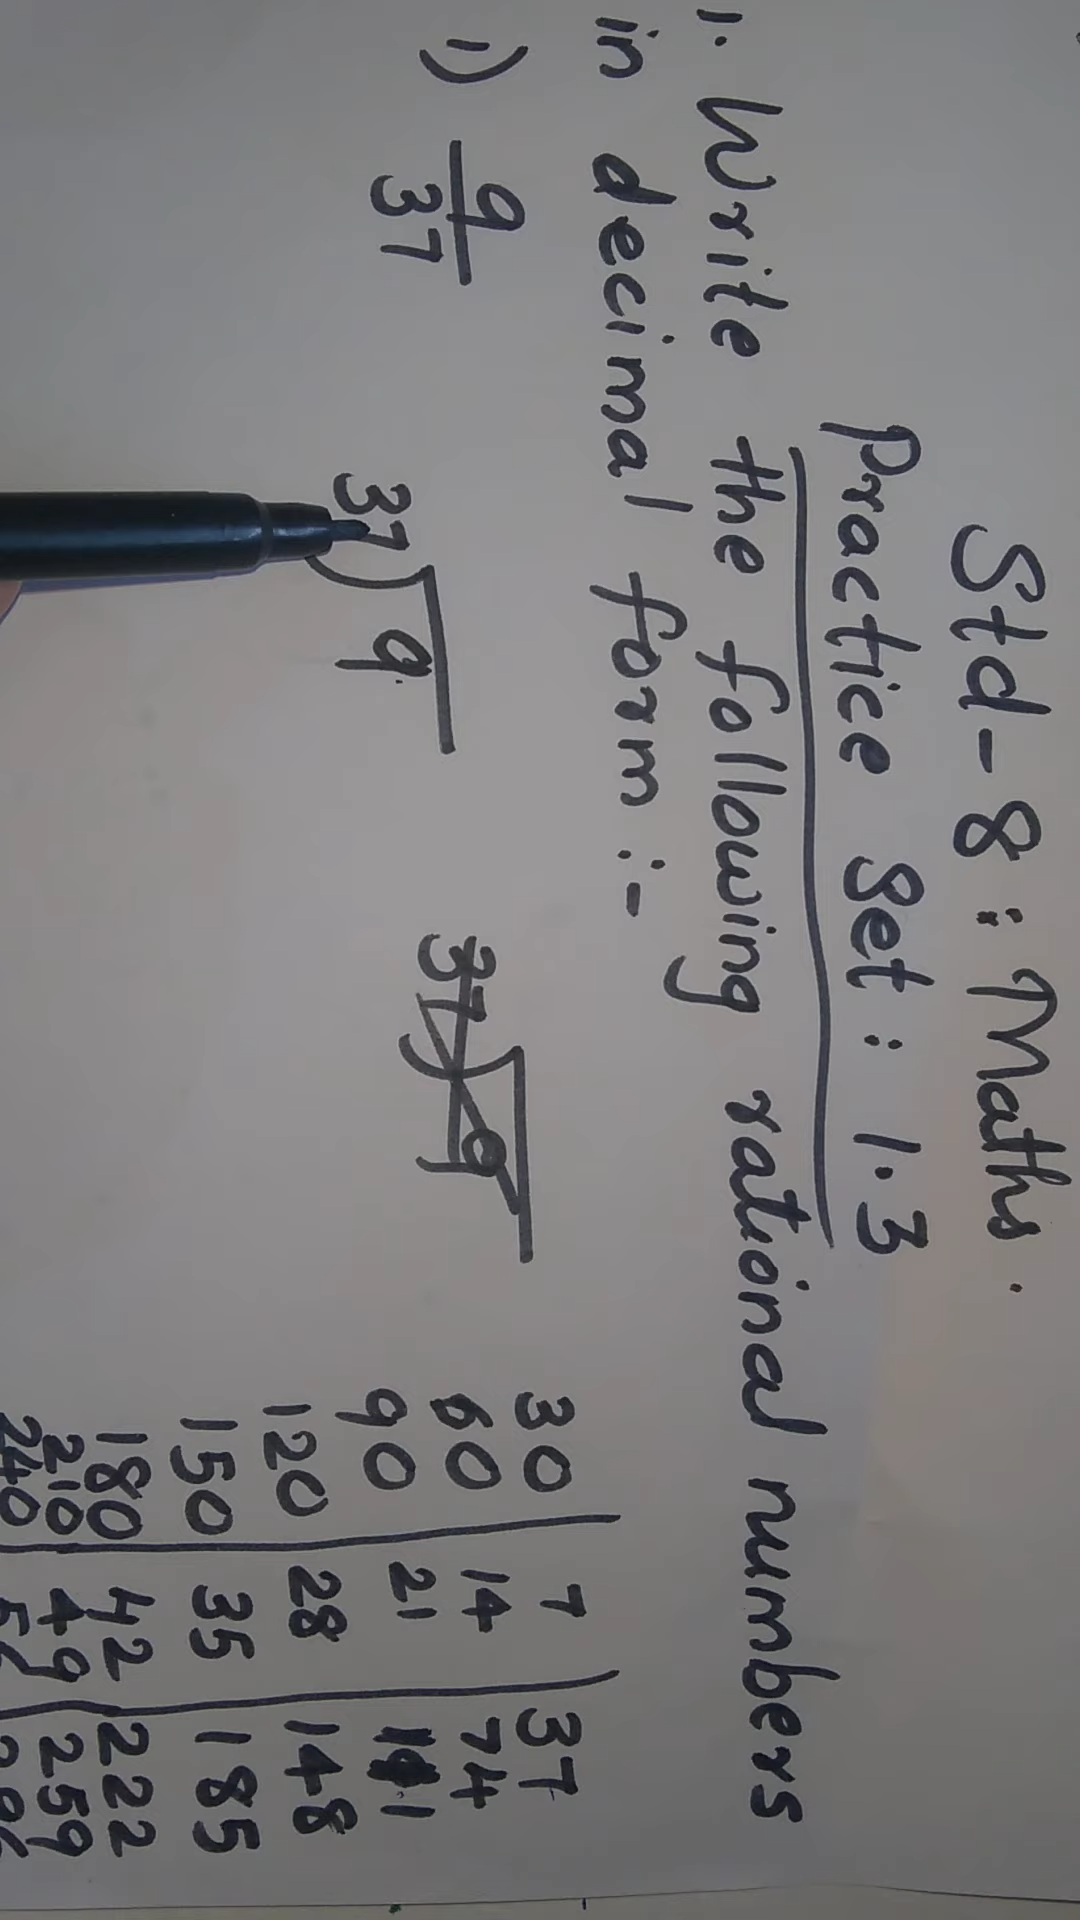 Std-8: Maths.
Practice Set: 1.3
1. Write the following rational numbers
in decimal form :-
1) 9/37
37)9.
37)9
30 | 7 | 37
60 | 14 | 74
90 | 21 | 111
120 | 28 | 148
150 | 35 | 185
180 | 42 | 222
210 | 49 | 259
240